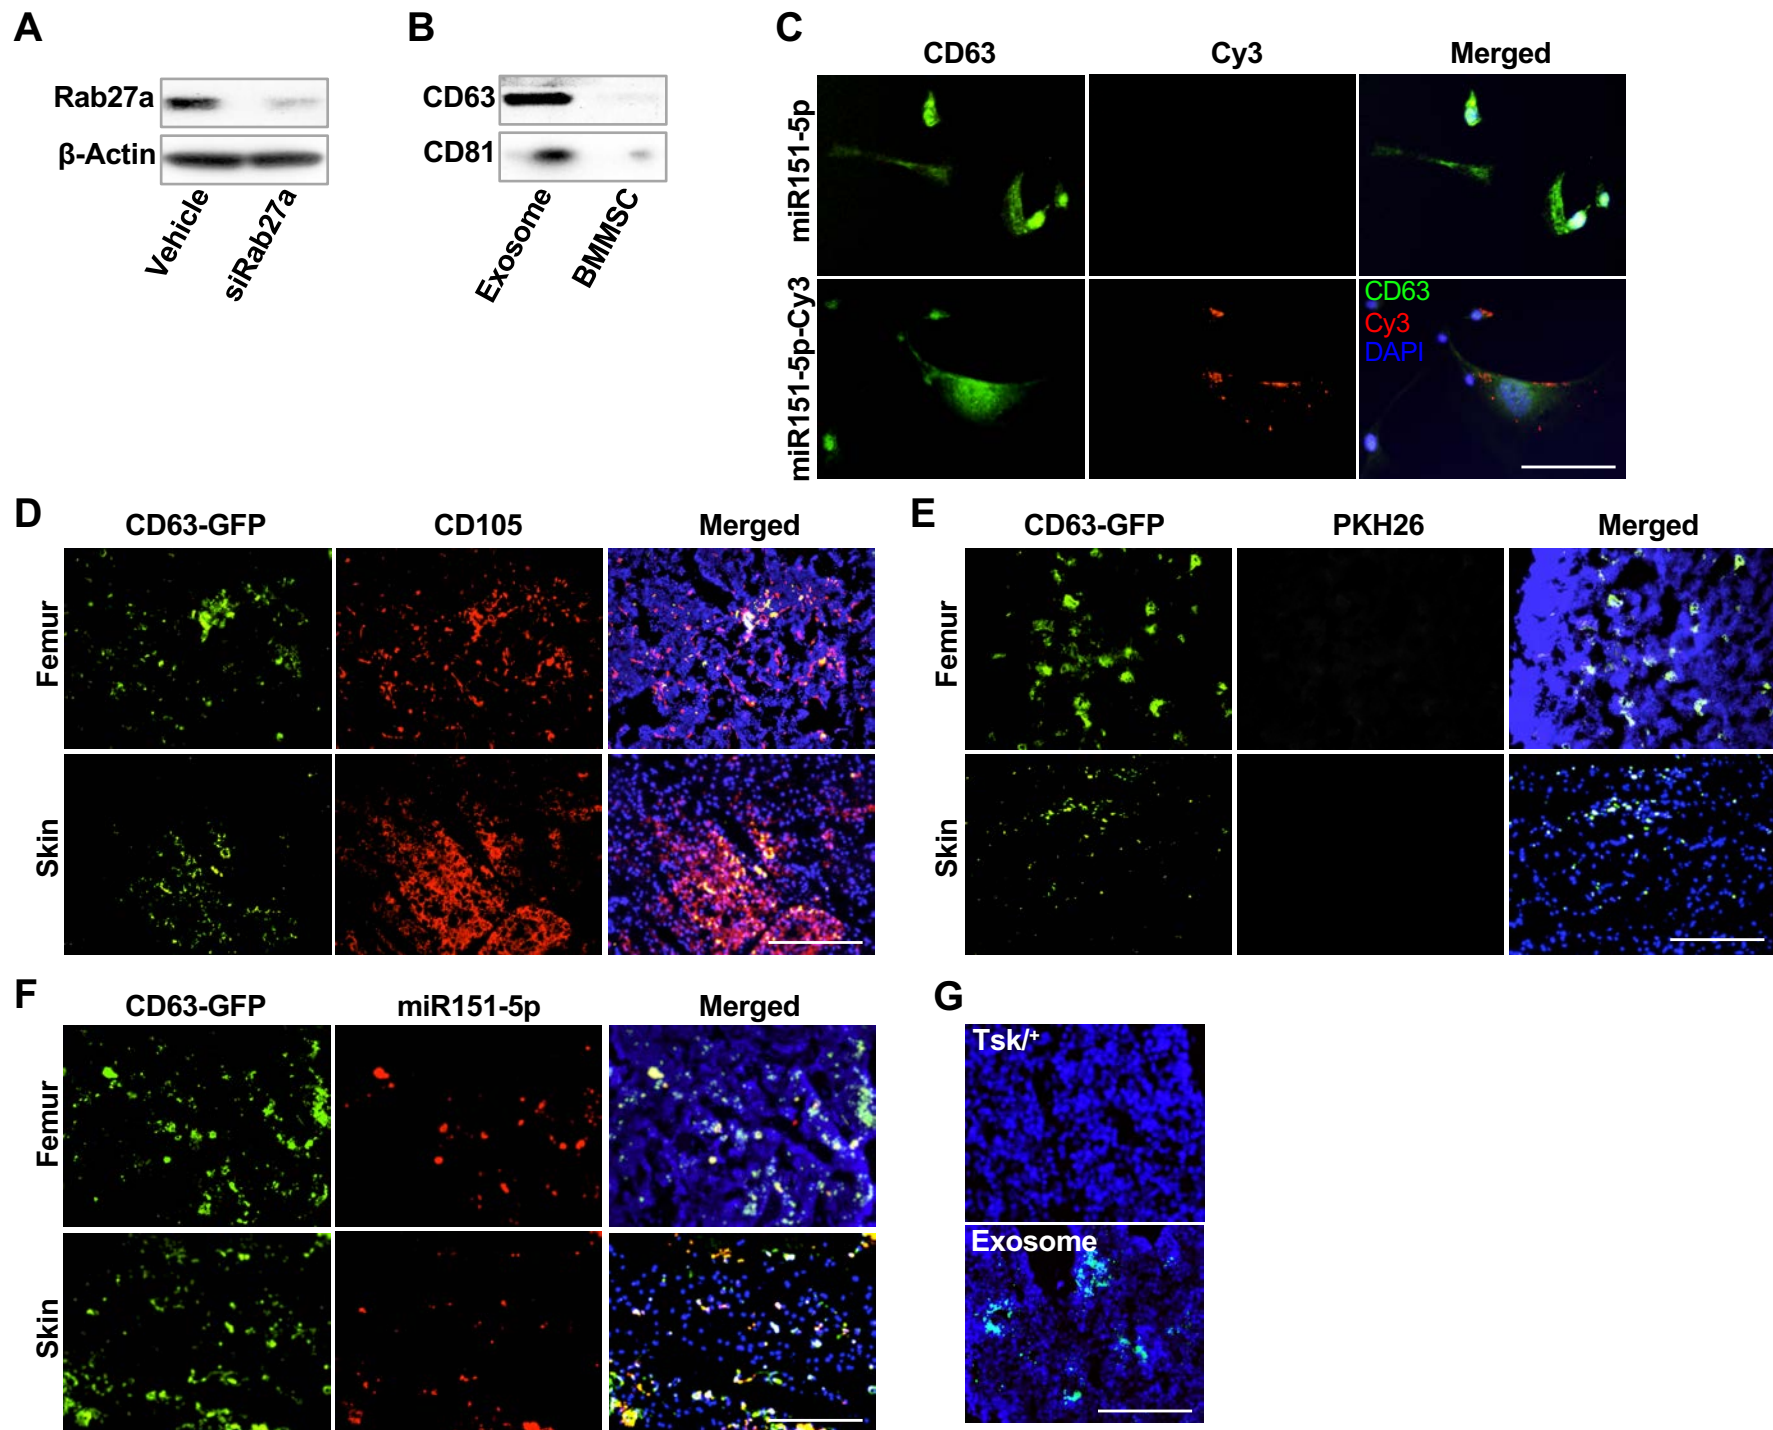 A
Rab27a
β-Actin
Vehicle
siRab27a
B
CD63
CD81
Exosome
BMMSC
C
CD63 Cy3 Merged
miR151-5p
miR151-5p-Cy3
CD63
Cy3
DAPI
D
CD63-GFP CD105 Merged
Femur
Skin
E
CD63-GFP PKH26 Merged
Femur
Skin
F
CD63-GFP miR151-5p Merged
Femur
Skin
G
Tsk/+
Exosome